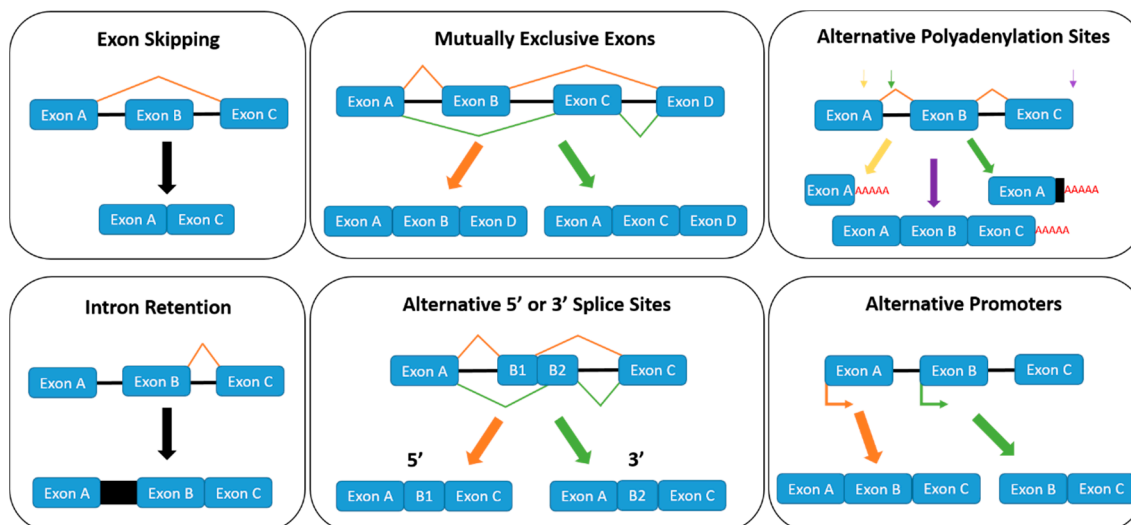 Exon Skipping
Exon A Exon B Exon C
Exon A Exon C
Mutually Exclusive Exons
Exon A Exon B Exon C Exon D
Exon A Exon B Exon D Exon A Exon C Exon D
Alternative Polyadenylation Sites
Exon A Exon B Exon C
Exon A AAAAA Exon A AAAAA
Exon A Exon B Exon C AAAAA
Intron Retention
Exon A Exon B Exon C
Exon A Exon B Exon C
Alternative 5’ or 3’ Splice Sites
Exon A B1 B2 Exon C
5’ 3’
Exon A B1 Exon C Exon A B2 Exon C
Alternative Promoters
Exon A Exon B Exon C
Exon A Exon B Exon C Exon B Exon C